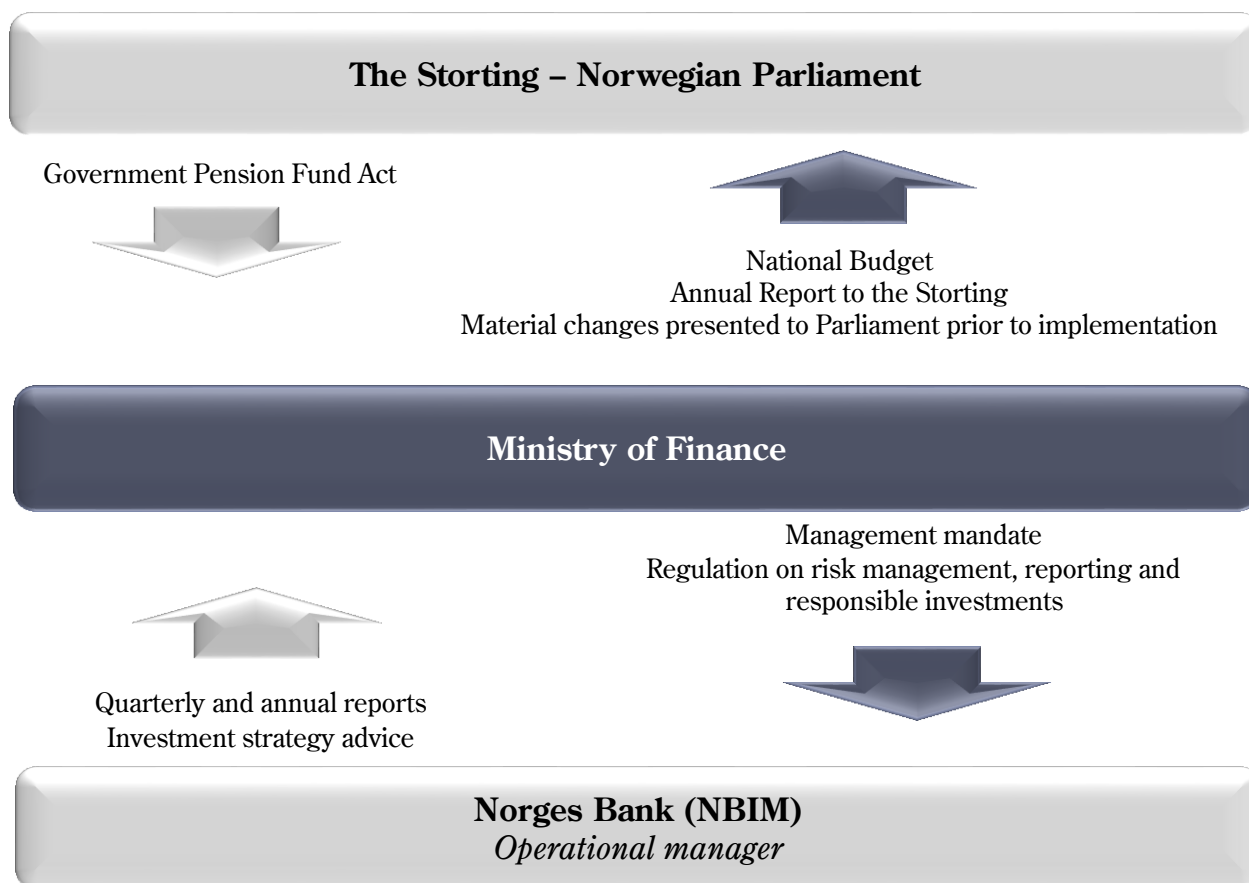 The Storting – Norwegian Parliament
Government Pension Fund Act
National Budget
Annual Report to the Storting
Material changes presented to Parliament prior to implementation
Ministry of Finance
Management mandate
Regulation on risk management, reporting and
responsible investments
Quarterly and annual reports
Investment strategy advice
Norges Bank (NBIM)
Operational manager